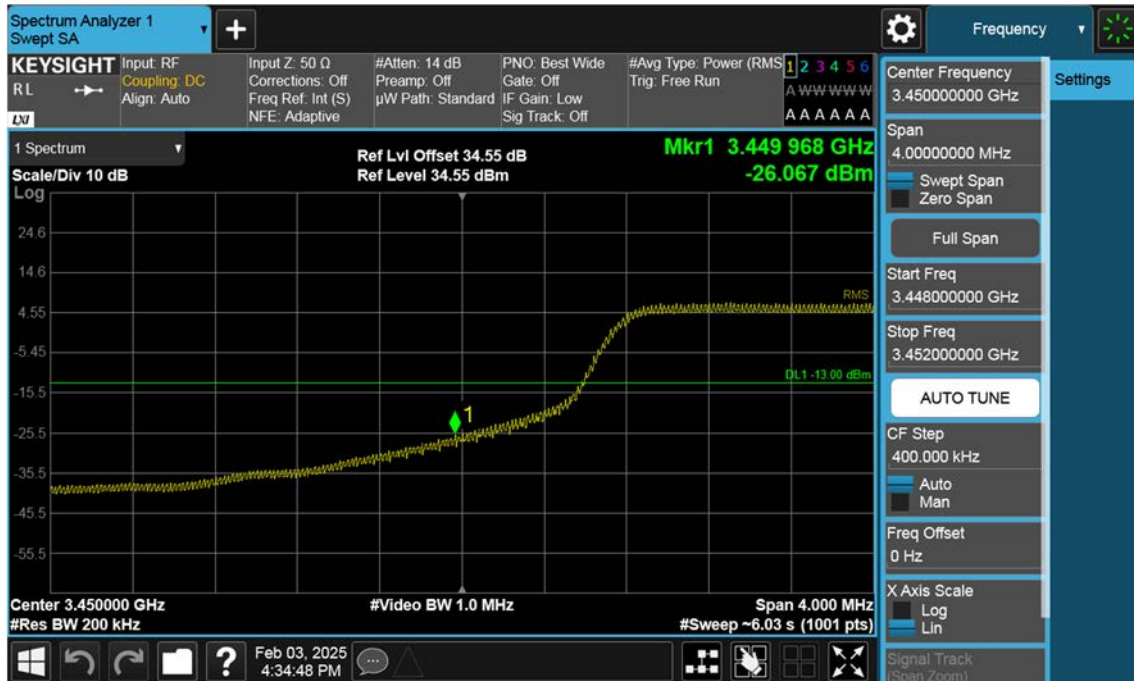 Spectrum Analyzer 1
Swept SA
+
Frequency
KEYSIGHT
RL
LXI
Input: RF
Coupling: DC
Align: Auto
Input Z: 50 Ω
Corrections: Off
Freq Ref: Int (S)
NFE: Adaptive
#Atten: 14 dB
Preamp: Off
µW Path: Standard
PNO: Best Wide
Gate: Off
IF Gain: Low
Sig Track: Off
#Avg Type: Power (RMS
Trig: Free Run
1 2 3 4 5 6
A W W W W W
A A A A A A
1 Spectrum
Scale/Div 10 dB
Ref Lvl Offset 34.55 dB
Ref Level 34.55 dBm
Mkr1 3.449 968 GHz
-26.067 dBm
Log
24.6
14.6
4.55
-5.45
-15.5
-25.5
-35.5
-45.5
-55.5
RMS
DL1 -13.00 dBm
1
Center 3.450000 GHz
#Video BW 1.0 MHz
Span 4.000 MHz
#Res BW 200 kHz
#Sweep ~6.03 s (1001 pts)
Center Frequency
3.450000000 GHz
Settings
Span
4.00000000 MHz
Swept Span
Zero Span
Full Span
Start Freq
3.448000000 GHz
Stop Freq
3.452000000 GHz
AUTO TUNE
CF Step
400.000 kHz
Auto
Man
Freq Offset
0 Hz
X Axis Scale
Log
Lin
Signal Track
(Span Zoom)
?
Feb 03, 2025
4:34:48 PM